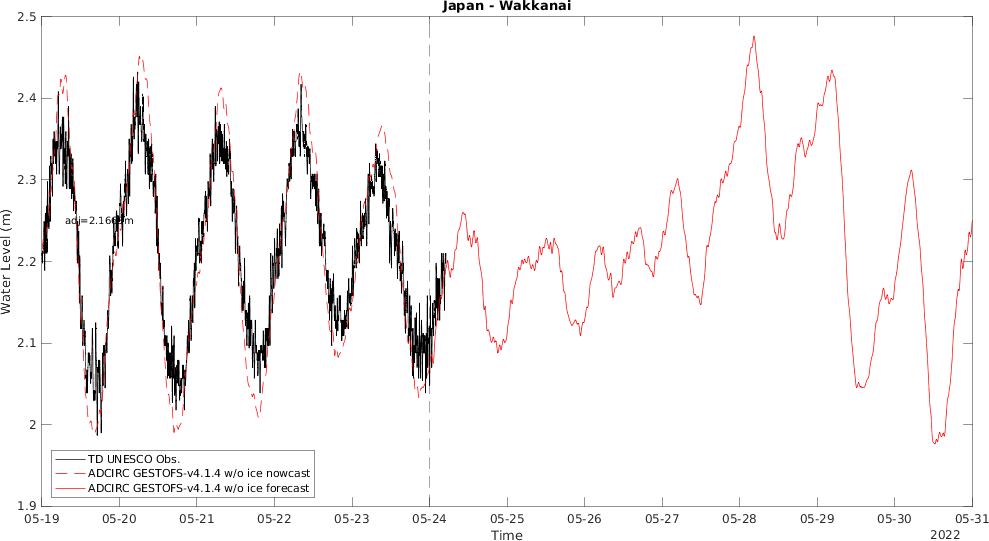 Japan - Wakkanai
2.5
2.4
2.3
2.2
2.1
2
1.9
Water Level (m)
TD UNESCO Obs.
ADCIRC GESTOFS-v4.1.4 w/o ice nowcast
ADCIRC GESTOFS-v4.1.4 w/o ice forecast
05-19 05-20 05-21 05-22 05-23 05-24 05-25 05-26 05-27 05-28 05-29 05-30 05-31
Time
2022